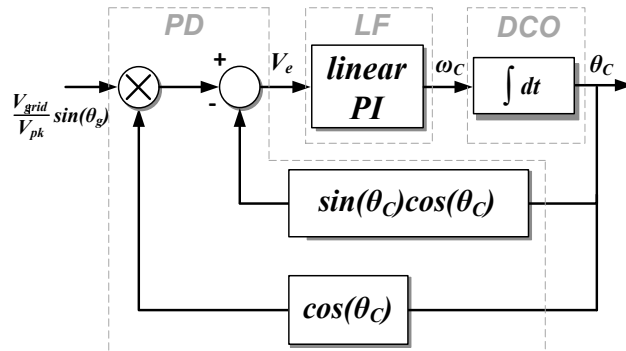 PD
LF
DCO
+
-
V_e
linear
PI
ω_C
∫ dt
θ_C
V_grid/V_pk sin(θ_g)
sin(θ_C)cos(θ_C)
cos(θ_C)